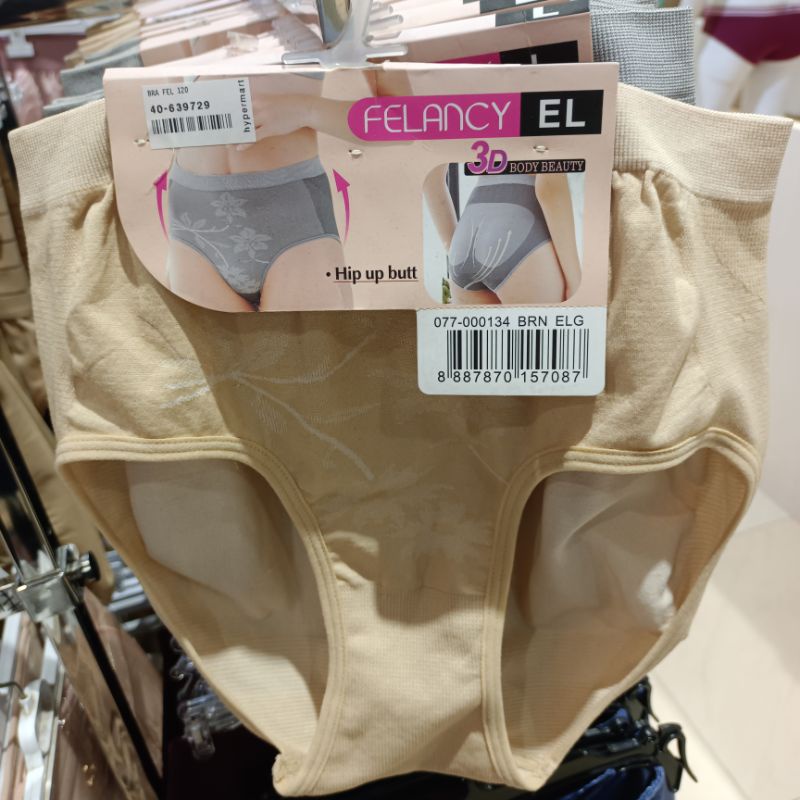 BRA FEL 120
40-639729
hypermart
FELANCY EL
3D BODY BEAUTY
• Hip up butt
077-000134 BRN ELG
8 887870 157087